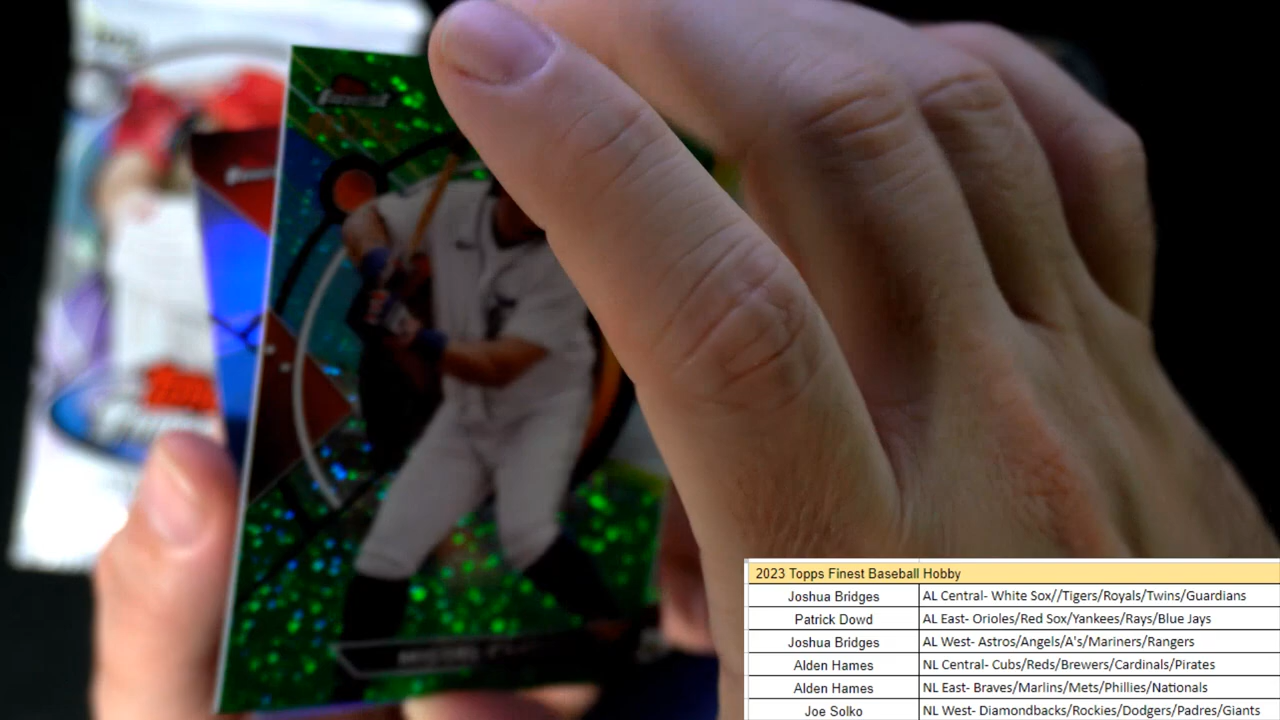 Finest
MIGUEL
TOPPS
2023 Topps Finest Baseball Hobby
Joshua Bridges AL Central- White Sox//Tigers/Royals/Twins/Guardians
Patrick Dowd AL East- Orioles/Red Sox/Yankees/Rays/Blue Jays
Joshua Bridges AL West- Astros/Angels/A's/Mariners/Rangers
Alden Hames NL Central- Cubs/Reds/Brewers/Cardinals/Pirates
Alden Hames NL East- Braves/Marlins/Mets/Phillies/Nationals
Joe Solko NL West- Diamondbacks/Rockies/Dodgers/Padres/Giants